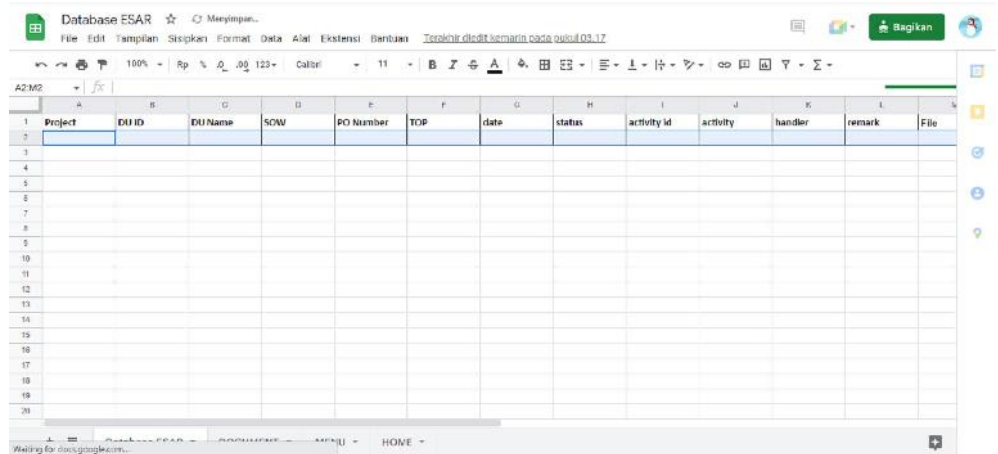 Database ESAR Menyimpan...
File Edit Tampilan Sisipkan Format Data Alat Ekstensi Bantuan Terakhir diedit kemarin pada pukul 03.17
Bagikan
100% Rp % .0 .00 123 Calibri 11 B I S A
A2:M2 fx
A B C D E F G H I J K L M
1 Project DU ID DU Name SOW PO Number TOP date status activity id activity handler remark File
2
3
4
5
6
7
8
9
10
11
12
13
14
15
16
17
18
19
20
Database ESAR DOCUMENT MENU HOME
Waiting for docs.google.com...